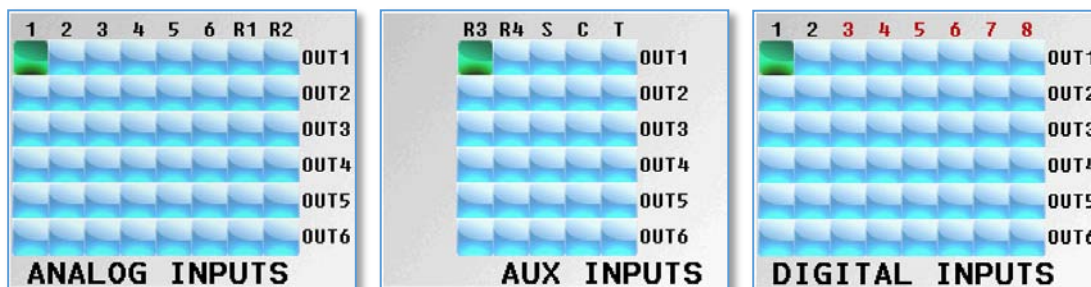 1 2 3 4 5 6 R1 R2
OUT1
OUT2
OUT3
OUT4
OUT5
OUT6
ANALOG INPUTS
R3 R4 S C T
OUT1
OUT2
OUT3
OUT4
OUT5
OUT6
AUX INPUTS
1 2 3 4 5 6 7 8
OUT1
OUT2
OUT3
OUT4
OUT5
OUT6
DIGITAL INPUTS